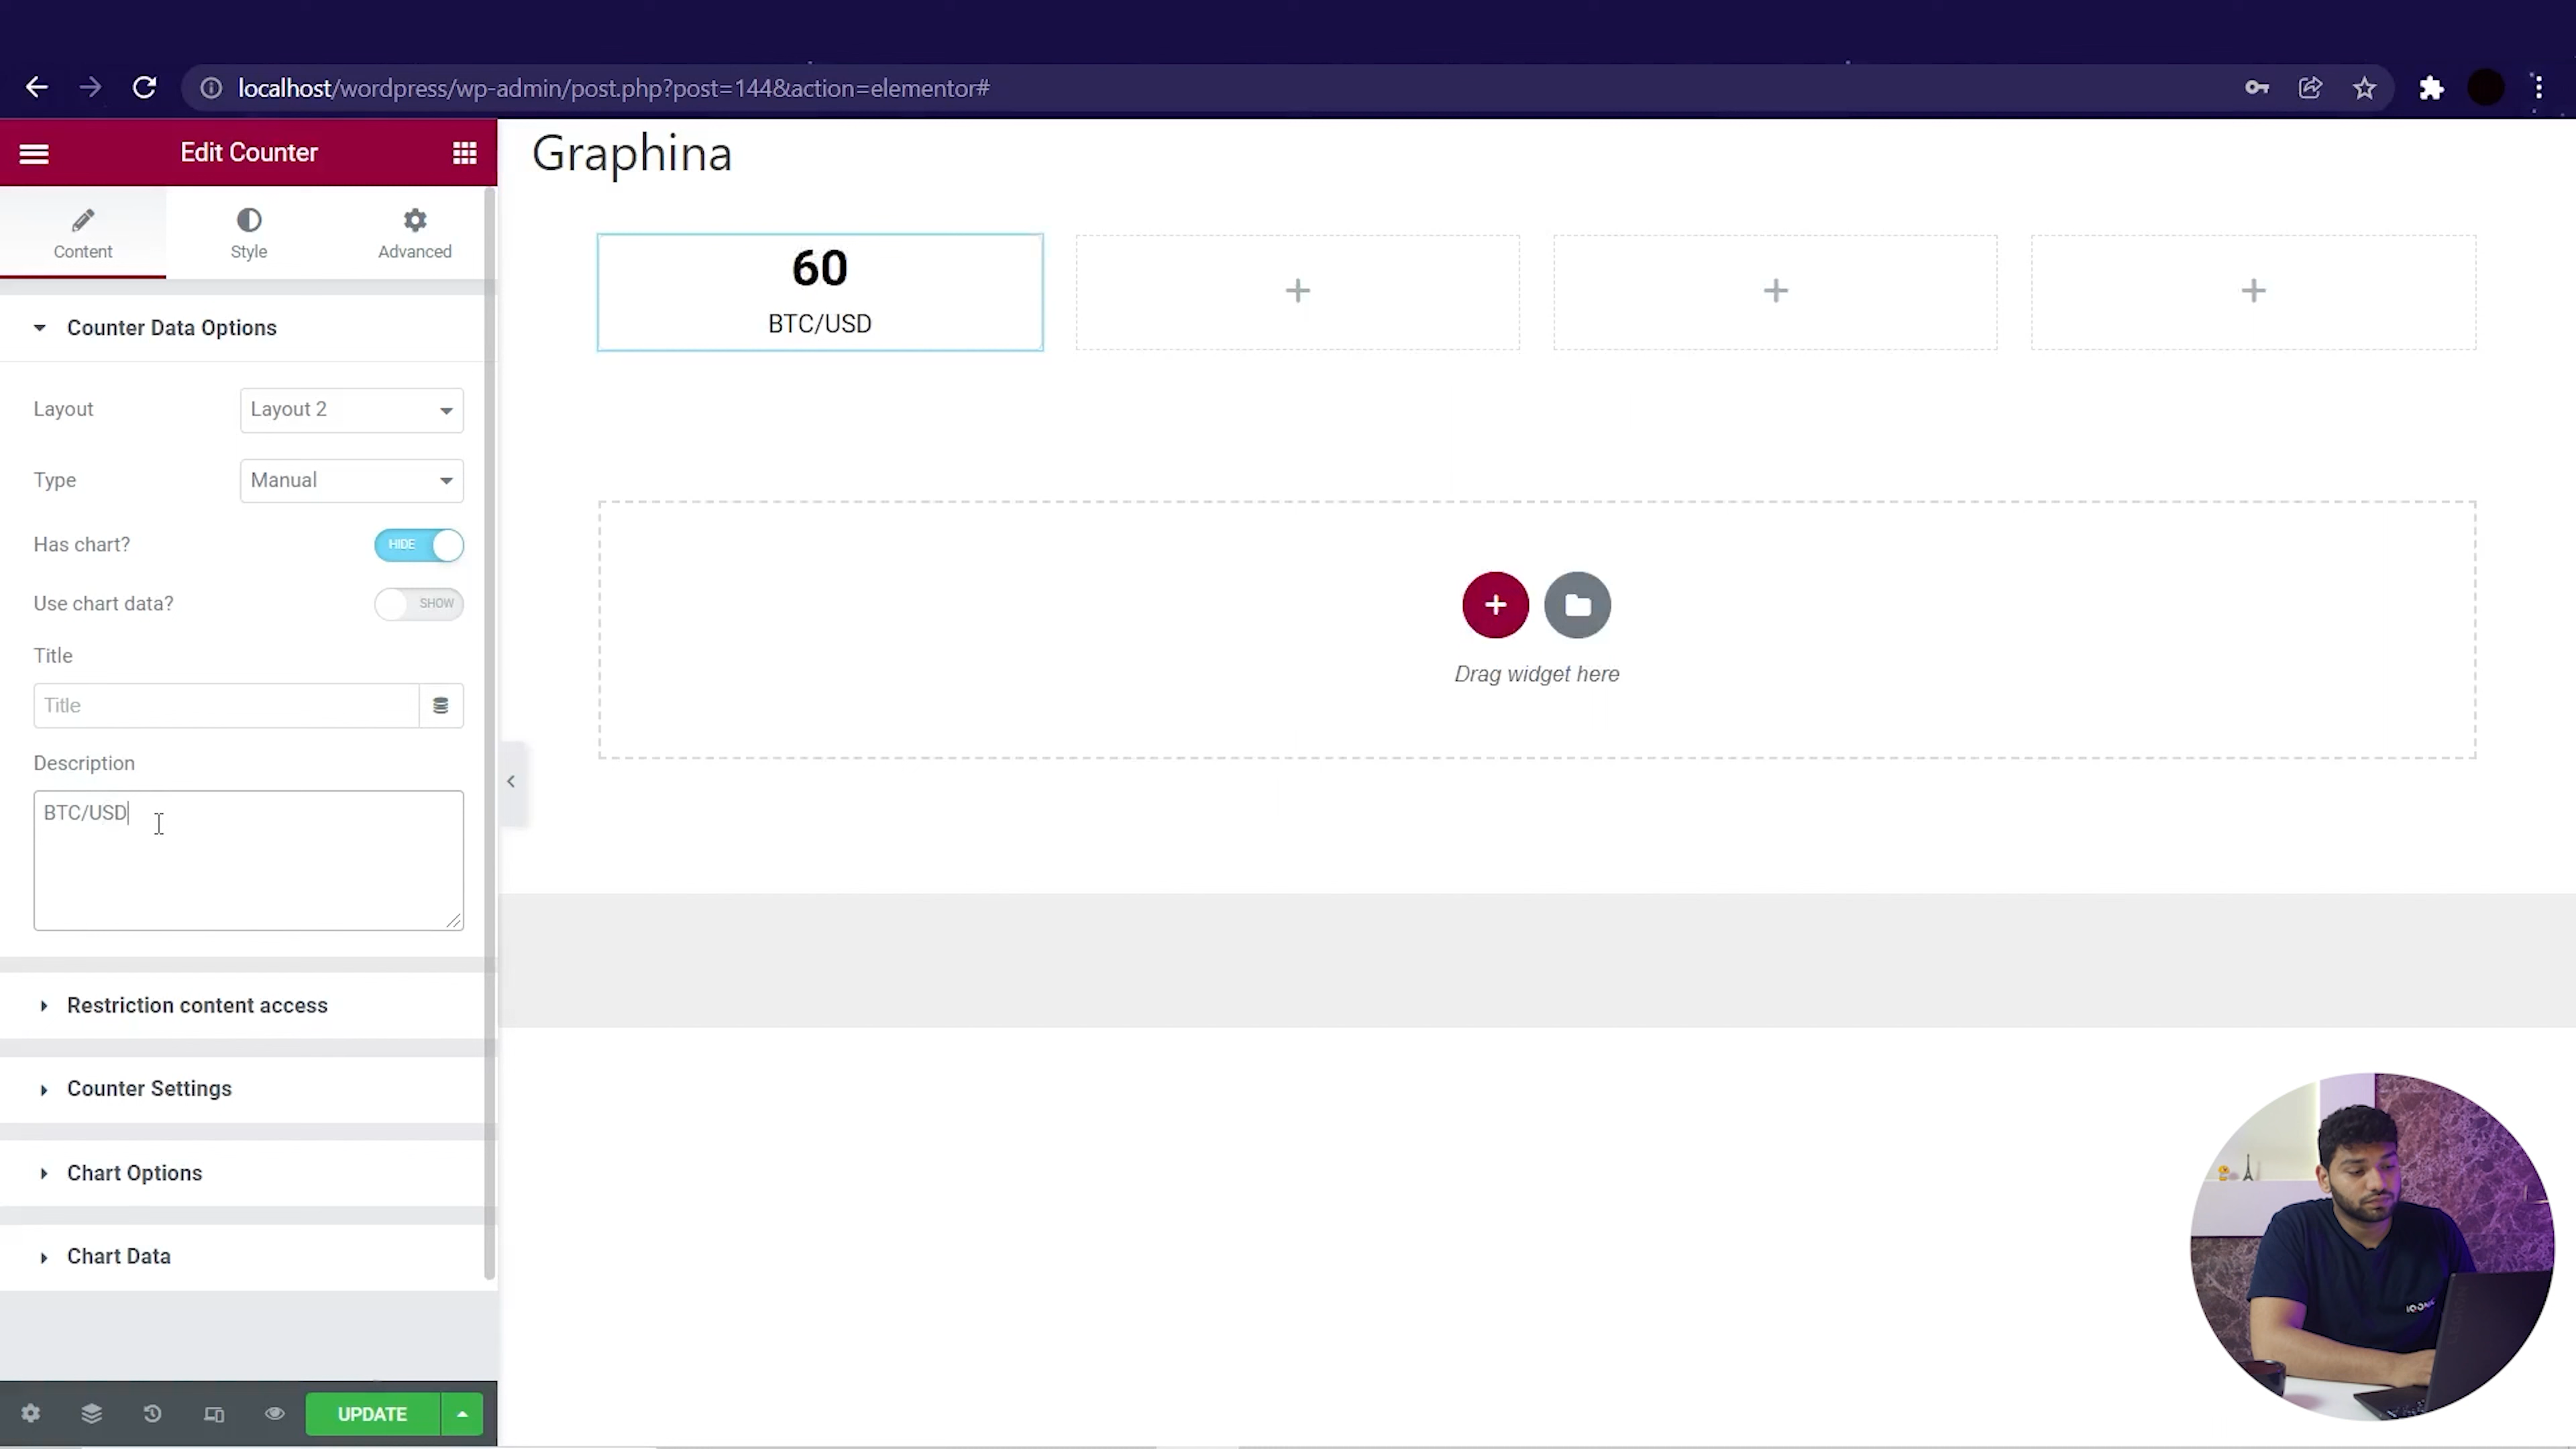 localhost/wordpress/wp-admin/post.php?post=144&action=elementor#
Edit Counter
Content
Style
Advanced
Counter Data Options
Layout
Layout 2
Type
Manual
Has chart?
HIDE
Use chart data?
SHOW
Title
Title
Description
BTC/USD
Restriction content access
Counter Settings
Chart Options
Chart Data
UPDATE
Graphina
60
BTC/USD
Drag widget here